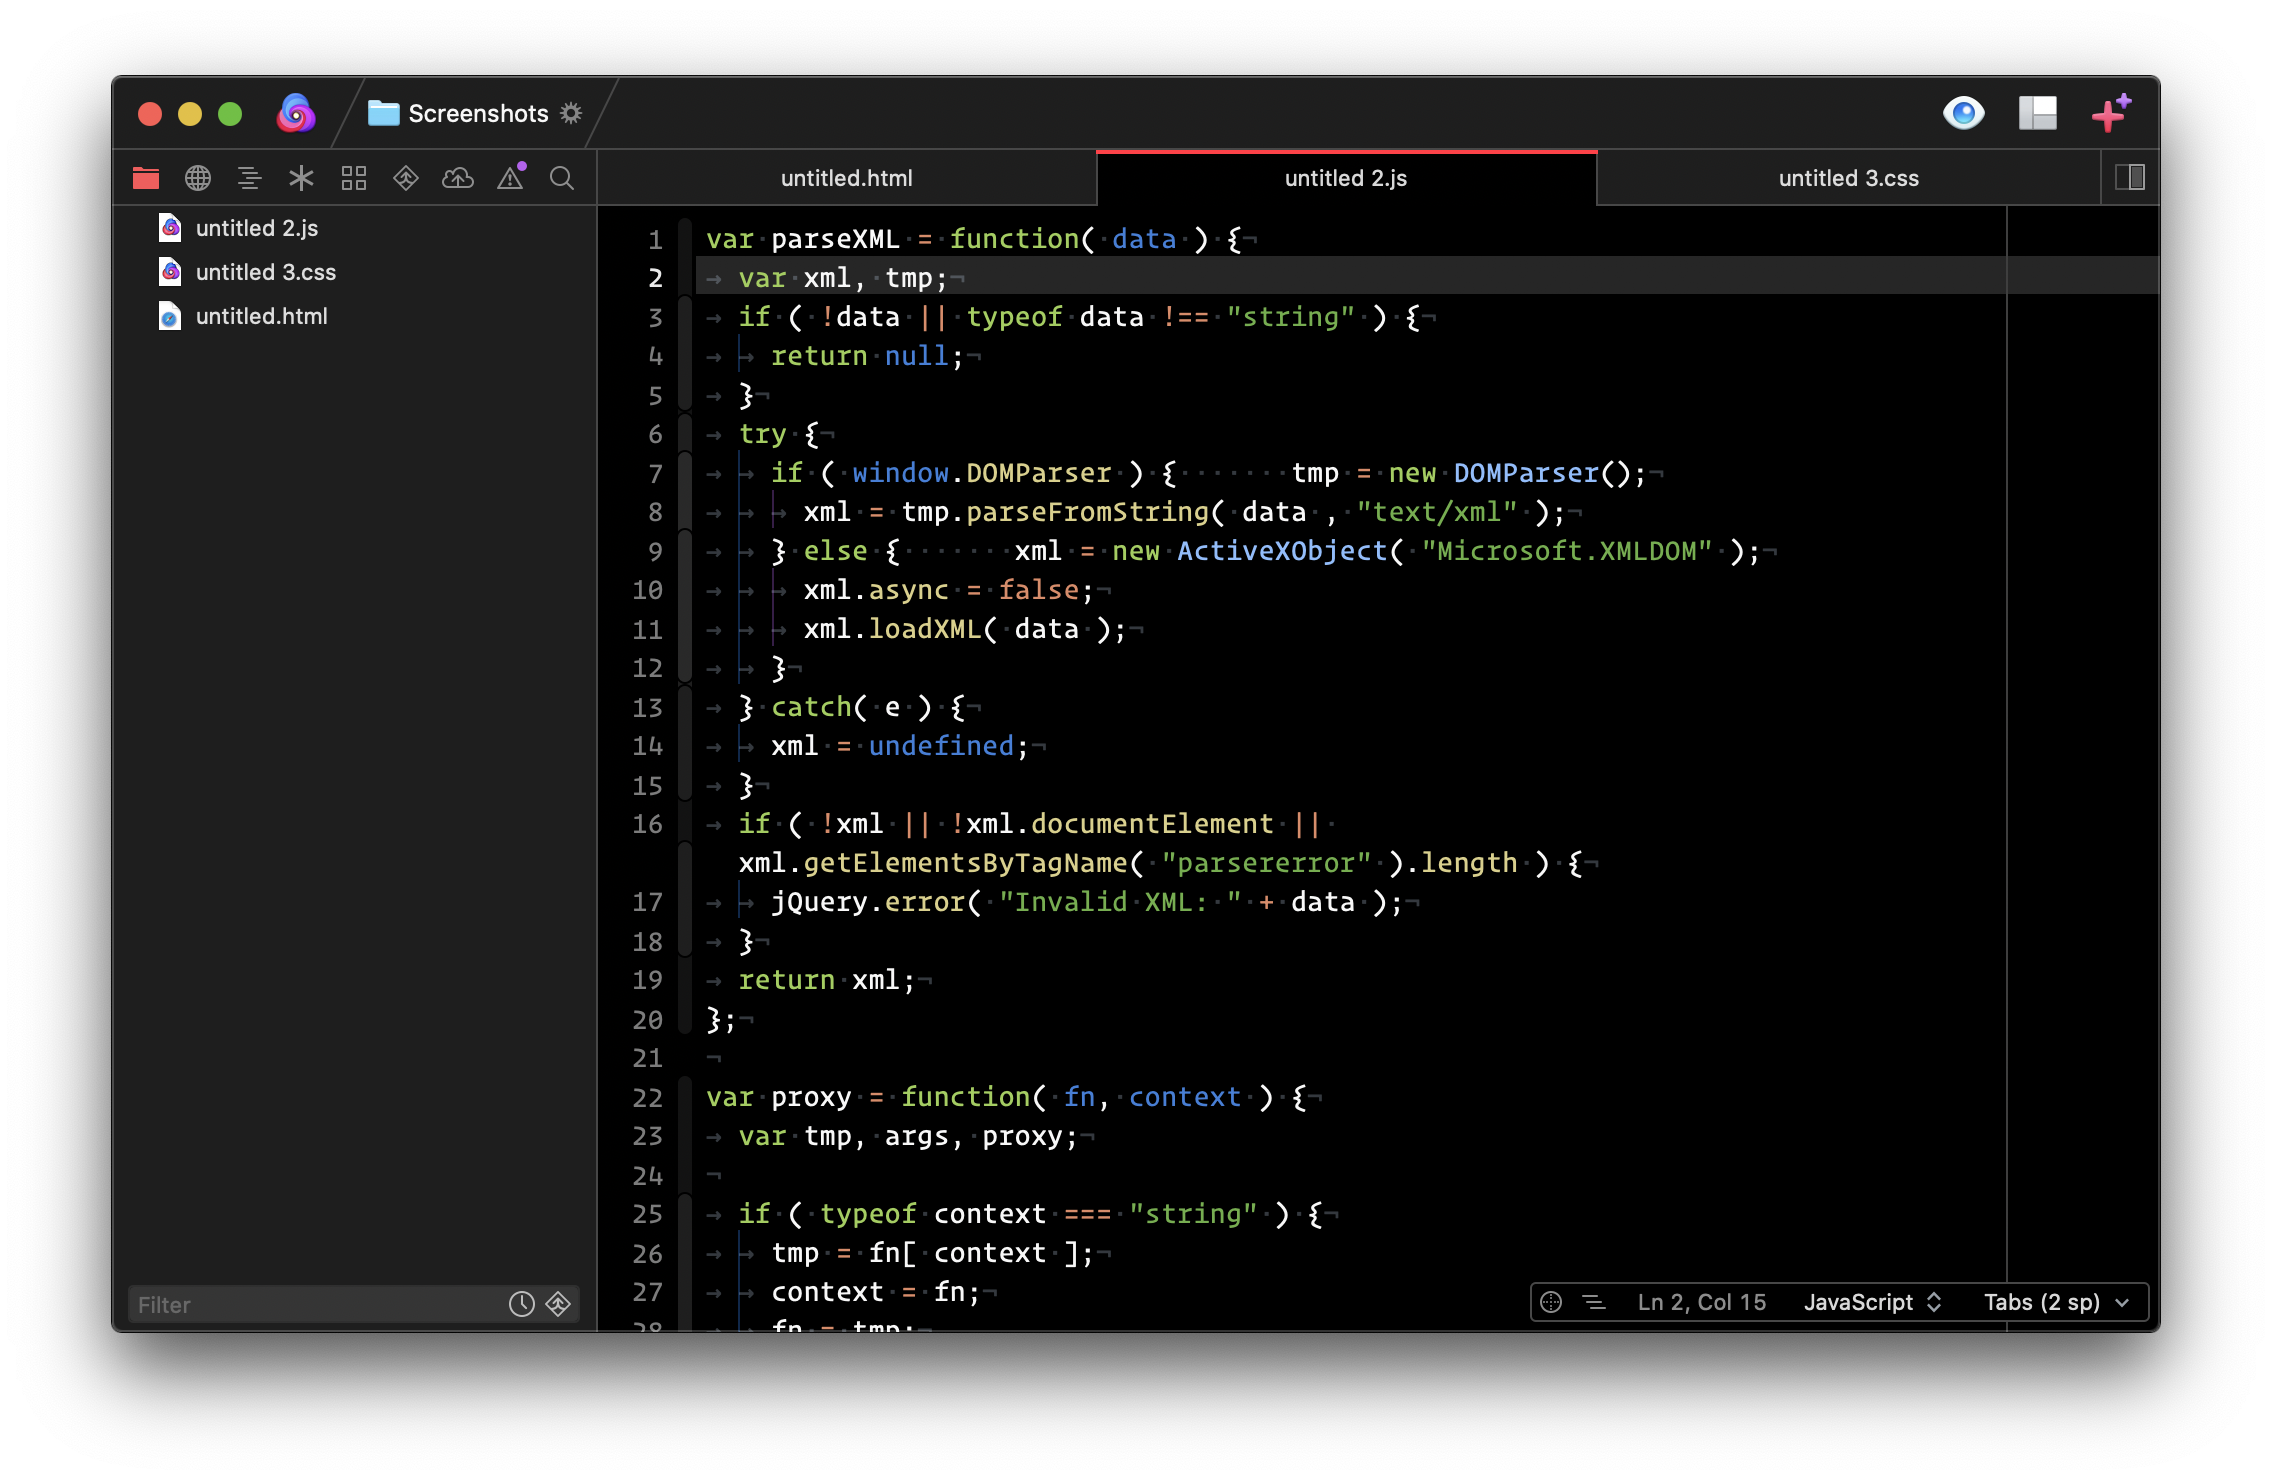 Screenshots
untitled.html
untitled 2.js
untitled 3.css
untitled 2.js
untitled 3.css
untitled.html
1 var parseXML = function( data ) {
2 var xml, tmp;
3 if ( !data || typeof data !== "string" ) {
4 return null;
5 }
6 try {
7 if ( window.DOMParser ) { tmp = new DOMParser();
8 xml = tmp.parseFromString( data , "text/xml" );
9 } else { xml = new ActiveXObject( "Microsoft.XMLDOM" );
10 xml.async = false;
11 xml.loadXML( data );
12 }
13 } catch( e ) {
14 xml = undefined;
15 }
16 if ( !xml || !xml.documentElement ||
xml.getElementsByTagName( "parsererror" ).length ) {
17 jQuery.error( "Invalid XML: " + data );
18 }
19 return xml;
20 };
21
22 var proxy = function( fn, context ) {
23 var tmp, args, proxy;
24
25 if ( typeof context === "string" ) {
26 tmp = fn[ context ];
27 context = fn;
28 fn = tmp;
Filter
Ln 2, Col 15
JavaScript
Tabs (2 sp)